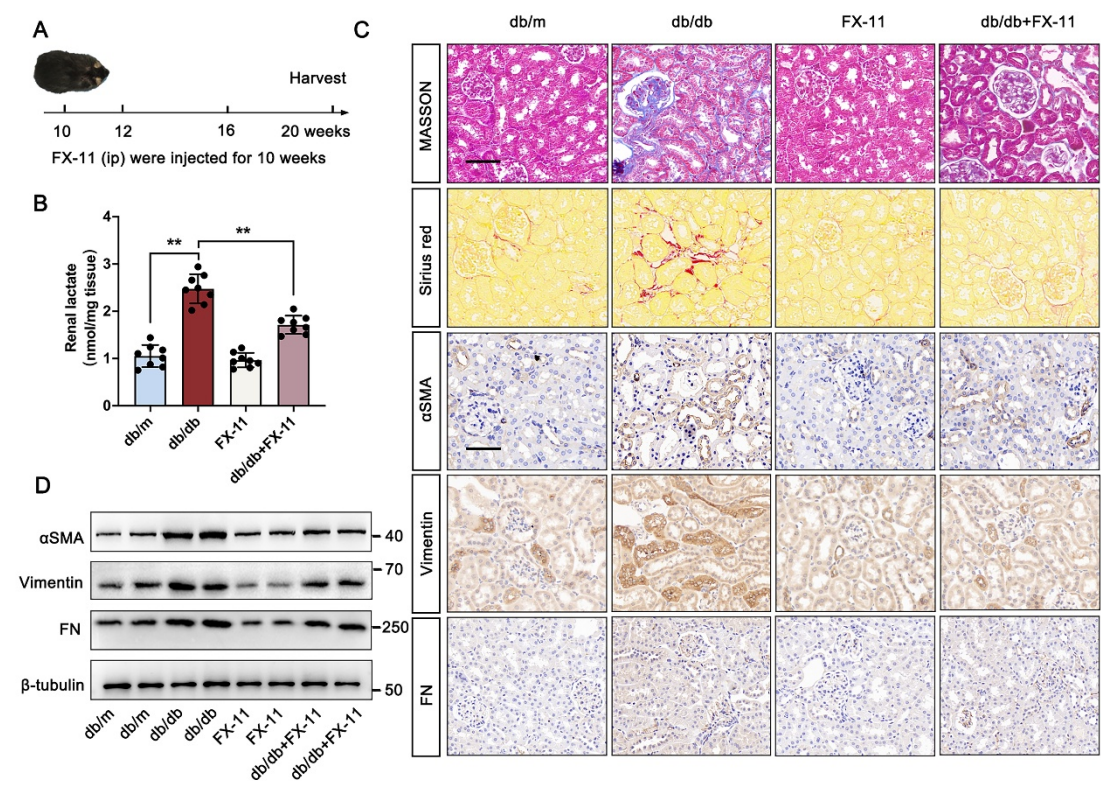 A
Harvest
10 12 16 20 weeks
FX-11 (ip) were injected for 10 weeks
B
Renal lactate
(nmol/mg tissue)
4
3
2
1
0
** **
db/m db/db FX-11 db/db+FX-11
C
db/m db/db FX-11 db/db+FX-11
MASSON
Sirius red
αSMA
Vimentin
FN
D
αSMA 40
Vimentin 70
FN 250
β-tubulin 50
db/m db/m db/db db/db FX-11 FX-11 db/db+FX-11 db/db+FX-11